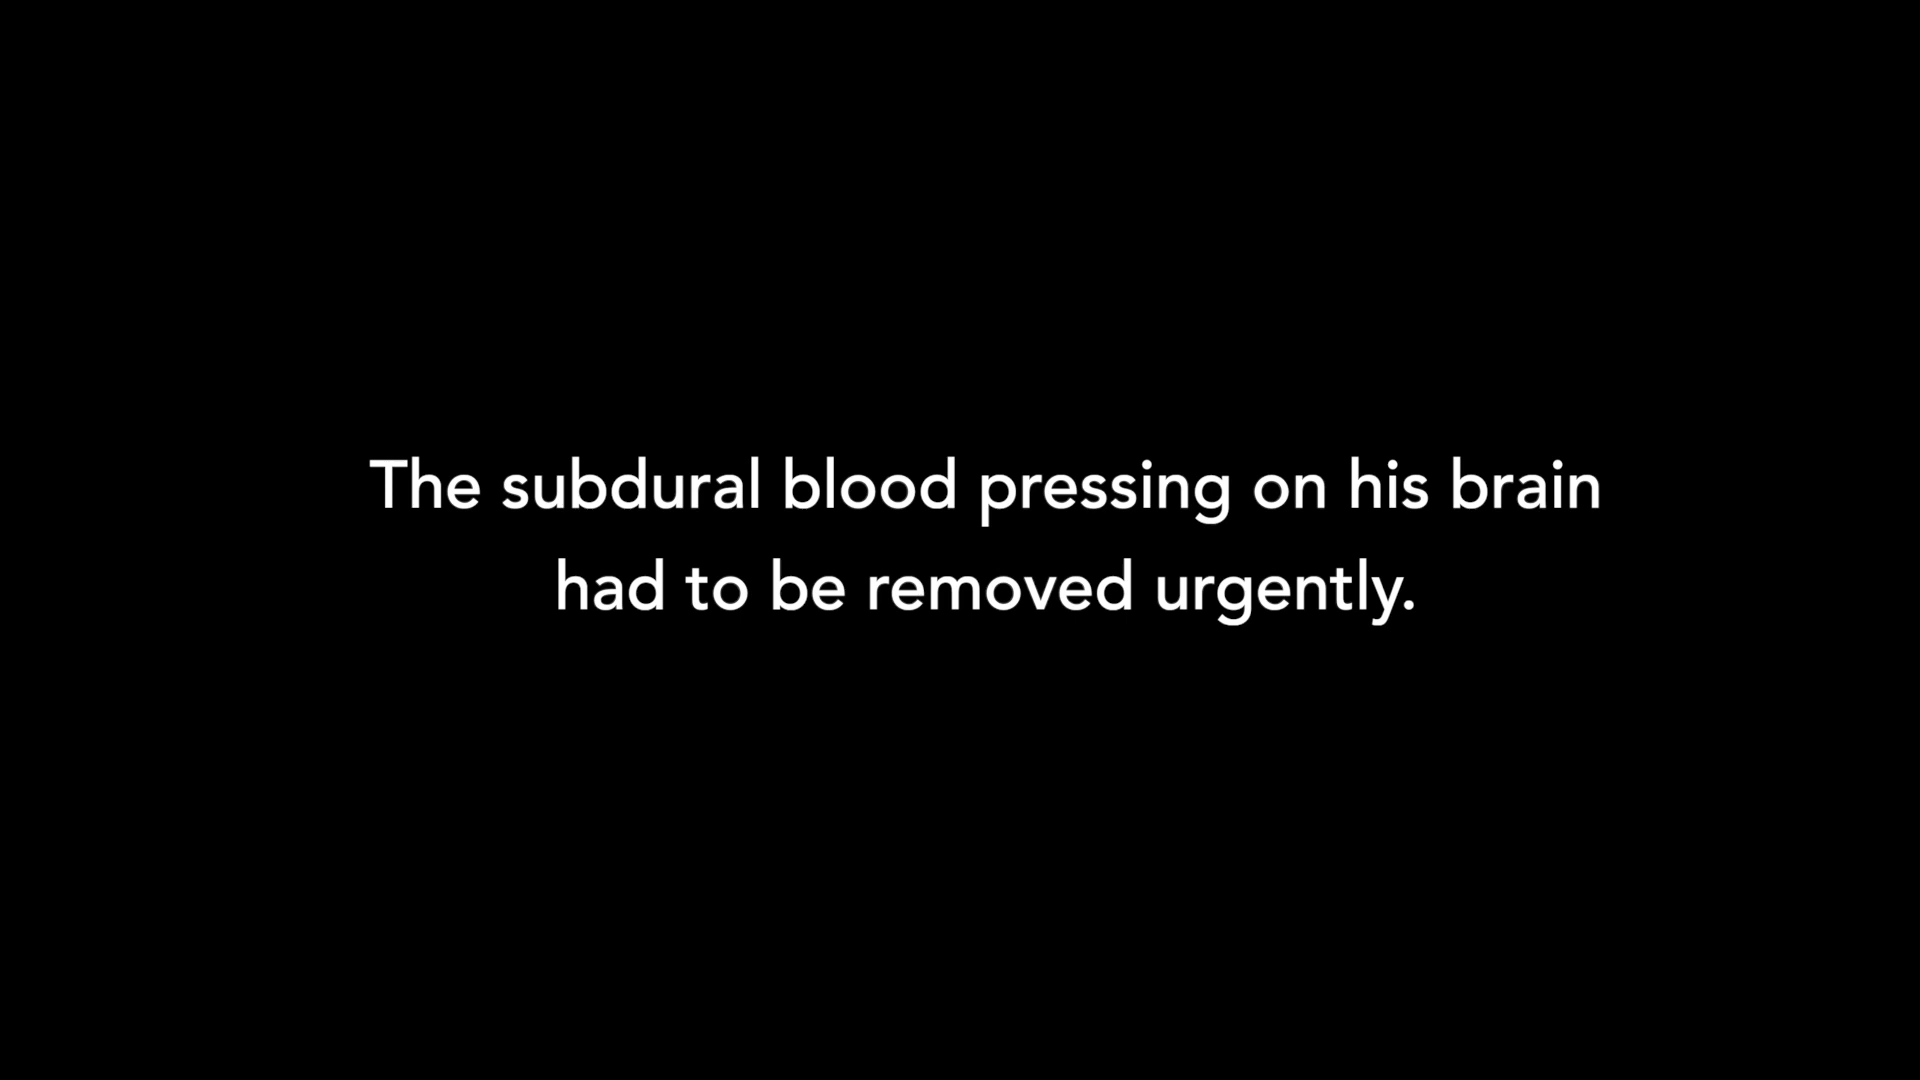 The subdural blood pressing on his brain
had to be removed urgently.